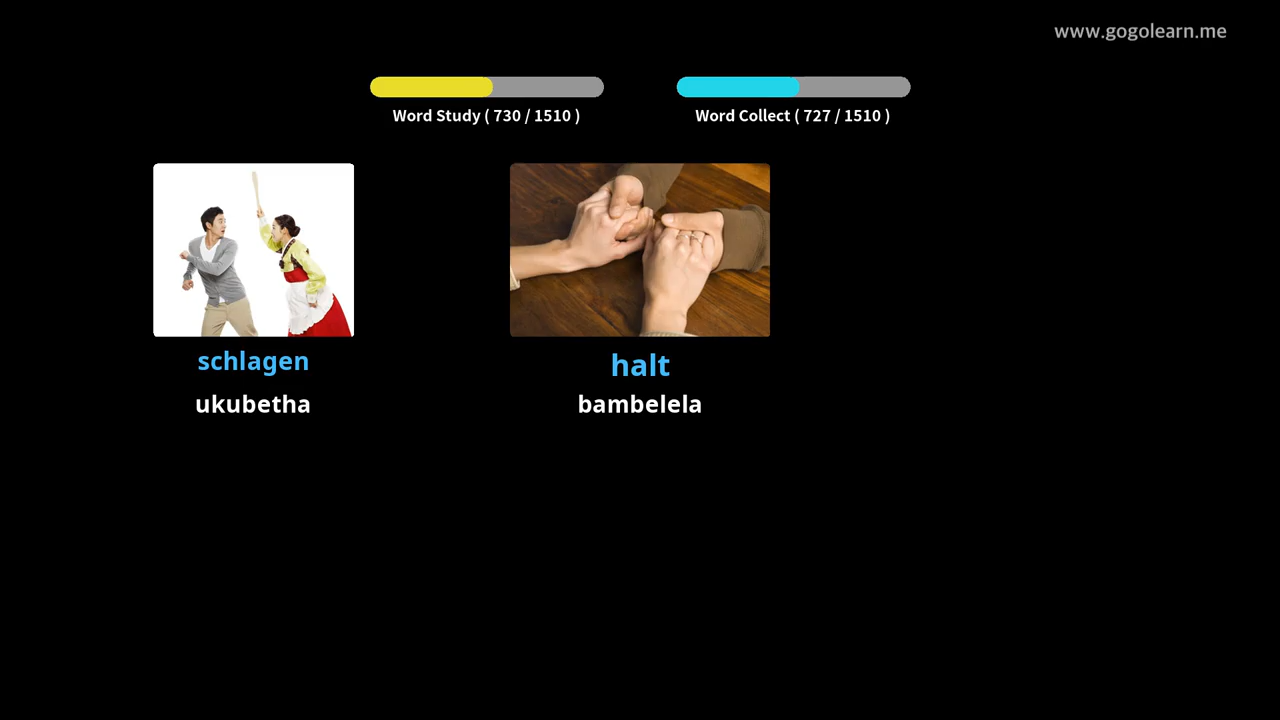 www.gogolearn.me
Word Study ( 730 / 1510 )
Word Collect ( 727 / 1510 )
schlagen
ukubetha
halt
bambelela